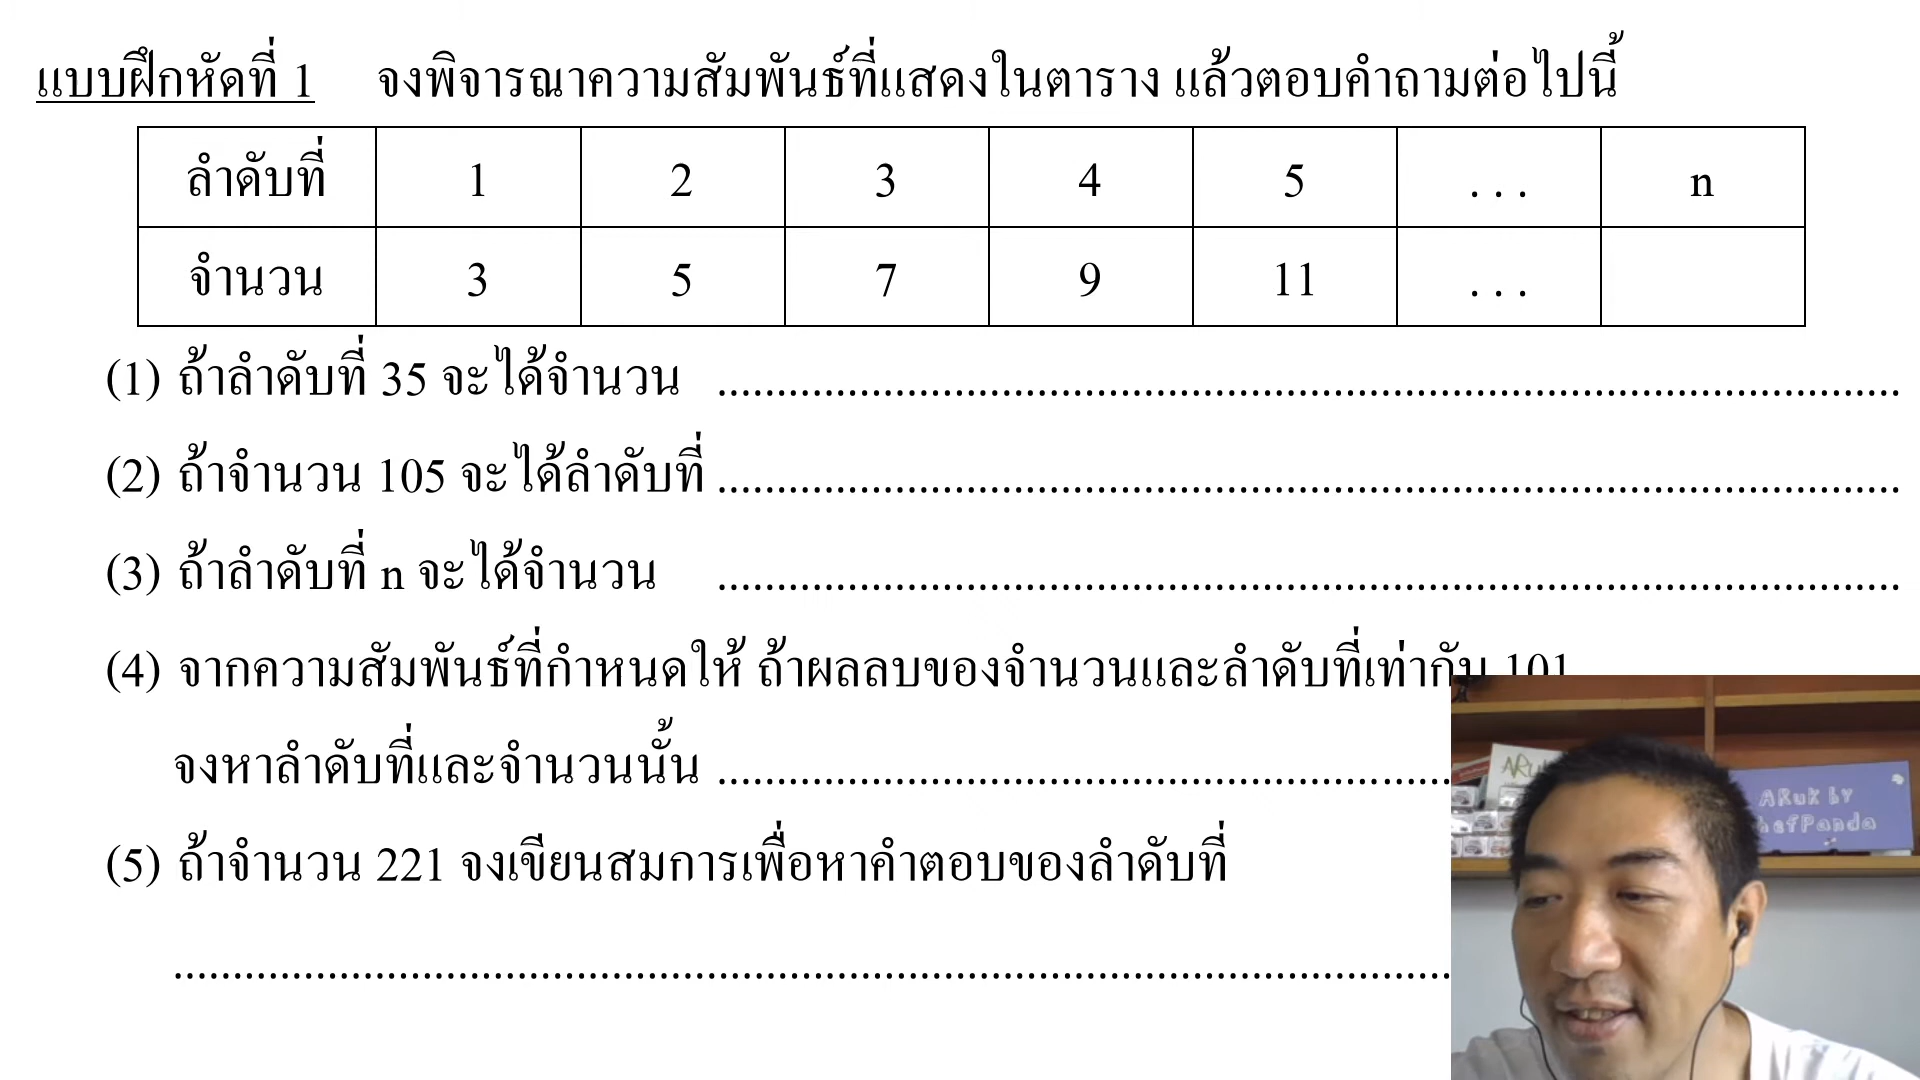 แบบฝึกหัดที่ 1 จงพิจารณาความสัมพันธ์ที่แสดงในตาราง แล้วตอบคำถามต่อไปนี้
ลำดับที่ 1 2 3 4 5 . . . n
จำนวน 3 5 7 9 11 . . .
(1) ถ้าลำดับที่ 35 จะได้จำนวน ....................
(2) ถ้าจำนวน 105 จะได้ลำดับที่ ....................
(3) ถ้าลำดับที่ n จะได้จำนวน ....................
(4) จากความสัมพันธ์ที่กำหนดให้ ถ้าผลลบของจำนวนและลำดับที่เท่ากับ 101
จงหาลำดับที่และจำนวนนั้น ....................
(5) ถ้าจำนวน 221 จงเขียนสมการเพื่อหาคำตอบของลำดับที่
....................
ARuk by
hefPanda